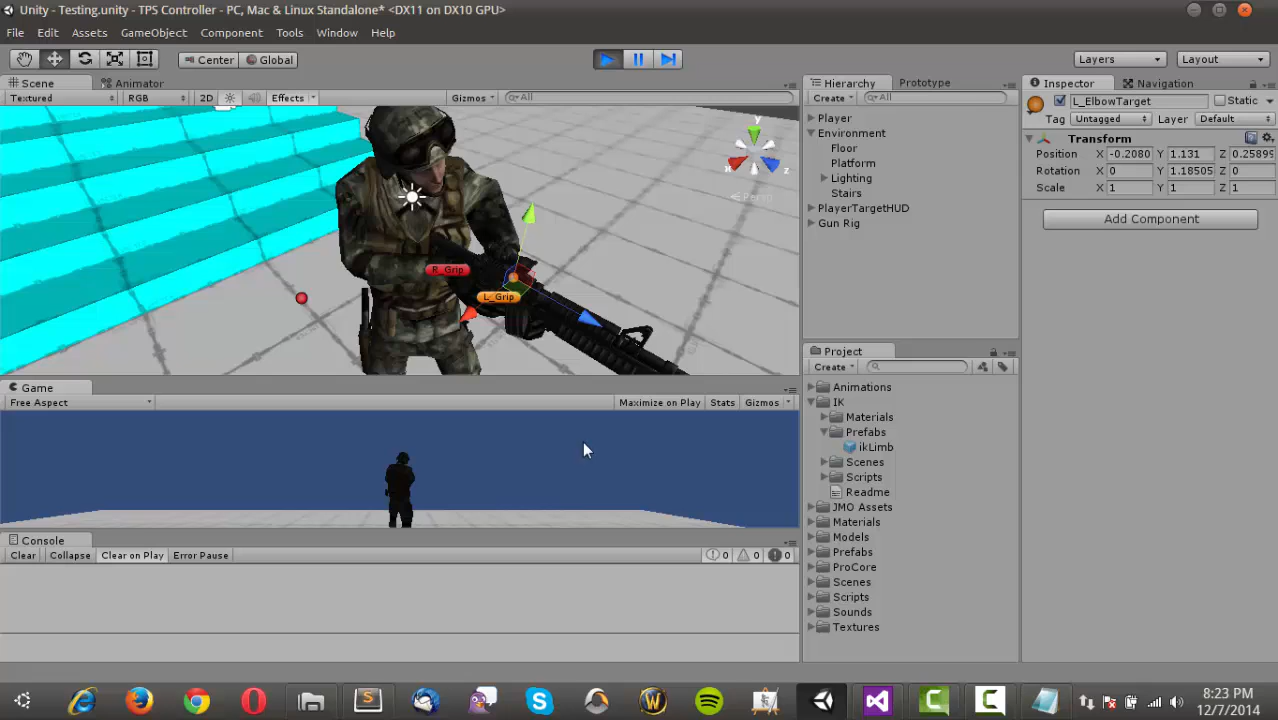 Unity - Testing.unity - TPS Controller - PC, Mac & Linux Standalone* <DX11 on DX10 GPU>
File Edit Assets GameObject Component Tools Window Help
Center Global Layers Layout
Scene Animator
Textured RGB 2D Effects Gizmos All
y
x
z
Persp
R_Grip
L_Grip
Game
Free Aspect Maximize on Play Stats Gizmos
Console
Clear Collapse Clear on Play Error Pause 0 0 0
Hierarchy Prototype
Create All
Player
Environment
Floor
Platform
Lighting
Stairs
PlayerTargetHUD
Gun Rig
Project
Create
Animations
IK
Materials
Prefabs
ikLimb
Scenes
Scripts
Readme
JMO Assets
Materials
Models
Prefabs
ProCore
Scenes
Scripts
Sounds
Textures
Inspector Navigation
L_ElbowTarget Static
Tag Untagged Layer Default
Transform
Position X -0.2080 Y 1.131 Z 0.25899
Rotation X 0 Y 1.18505 Z 0
Scale X 1 Y 1 Z 1
Add Component
8:23 PM
12/7/2014